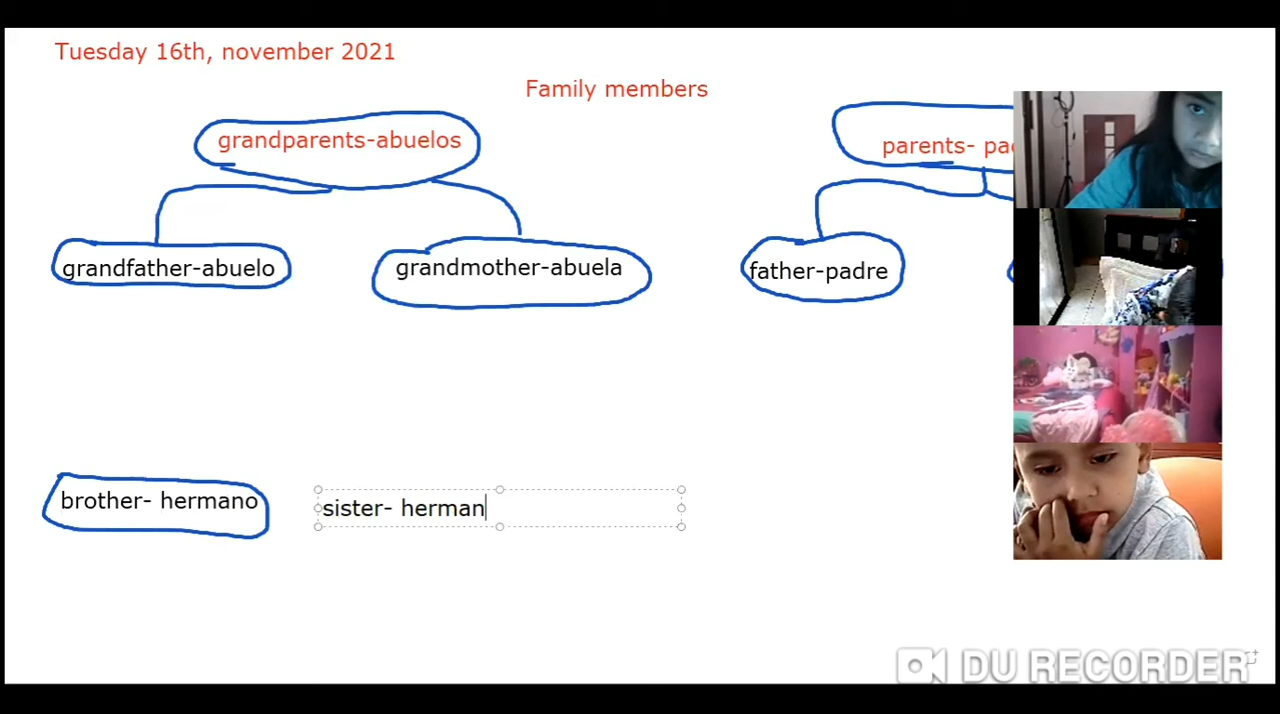 Tuesday 16th, november 2021
Family members
grandparents-abuelos
parents-
grandfather-abuelo
grandmother-abuela
father-padre
brother- hermano
sister- herman
DU RECORDER